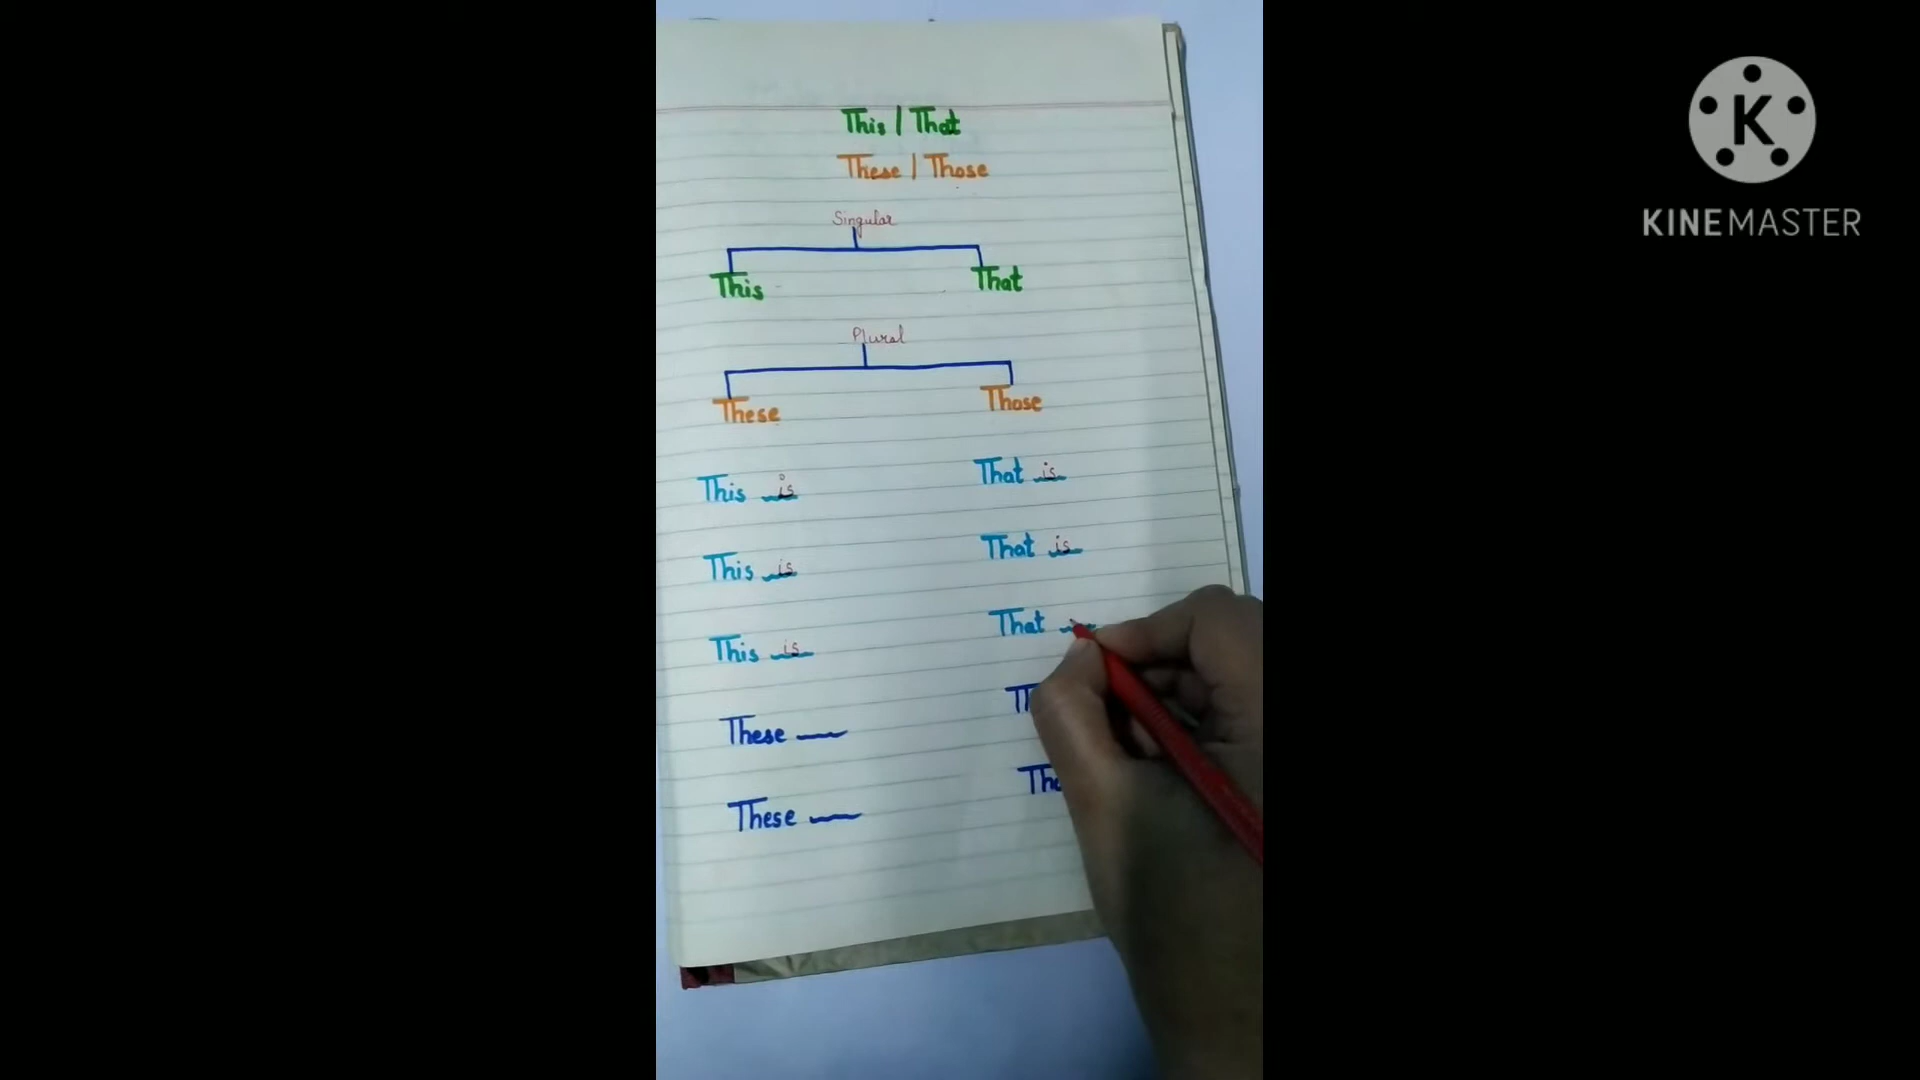 This / That
These / Those
Singular
This That
Plural
These Those
This is That is
This is That is
This is That
These
These
K
KINEMASTER